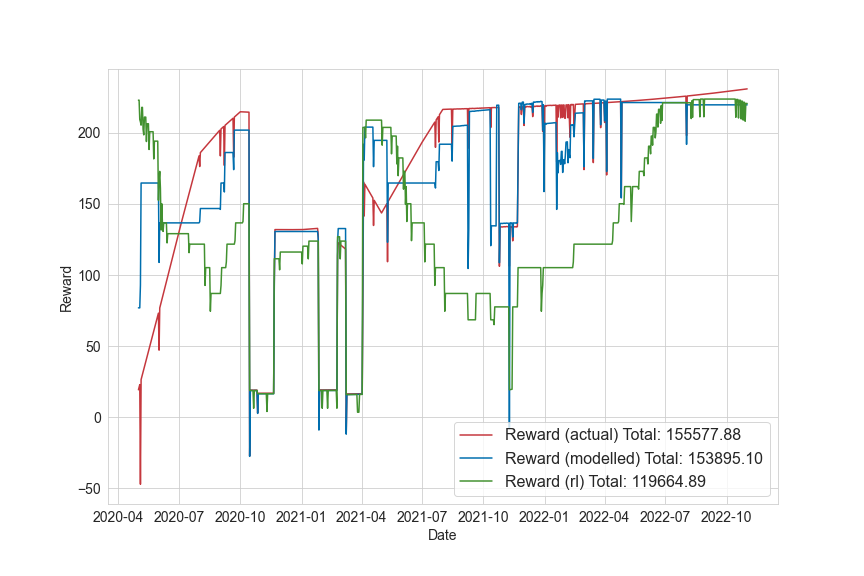 200
150
100
50
0
−50
Reward
2020-04 2020-07 2020-10 2021-01 2021-04 2021-07 2021-10 2022-01 2022-04 2022-07 2022-10
Date
Reward (actual) Total: 155577.88
Reward (modelled) Total: 153895.10
Reward (rl) Total: 119664.89